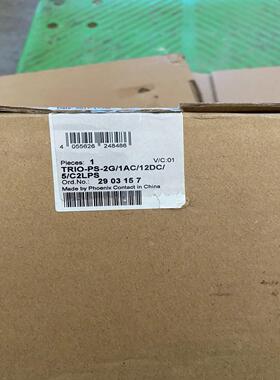 4 055626 248486
Pieces: 1 V/C:01
TRIO-PS-2G/1AC/12DC/
5/C2LPS
Ord.No.: 29 03 15 7
Made by Phoenix Contact in China